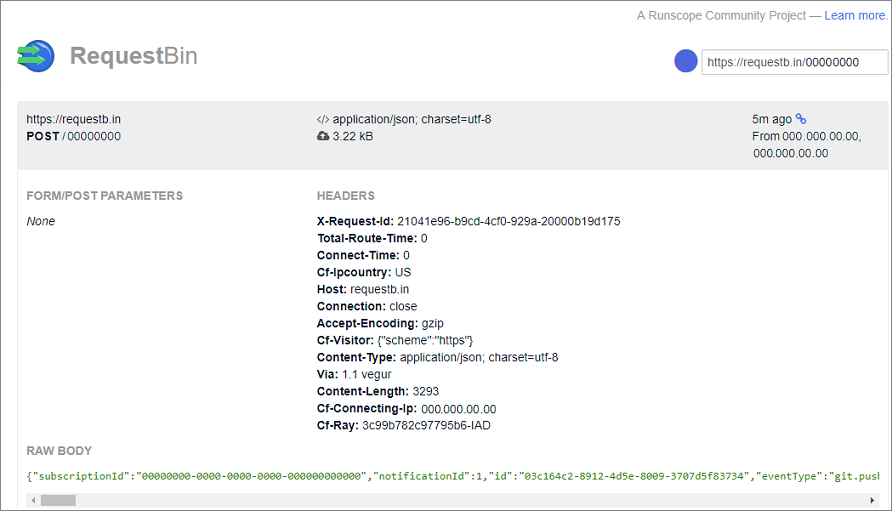 A Runscope Community Project — Learn more.
RequestBin
https://requestb.in/00000000
https://requestb.in
POST /00000000
</> application/json; charset=utf-8
3.22 kB
5m ago
From 000.000.00.00,
000.000.00.00
FORM/POST PARAMETERS
None
HEADERS
X-Request-Id: 21041e96-b9cd-4cf0-929a-20000b19d175
Total-Route-Time: 0
Connect-Time: 0
Cf-Ipcountry: US
Host: requestb.in
Connection: close
Accept-Encoding: gzip
Cf-Visitor: {"scheme":"https"}
Content-Type: application/json; charset=utf-8
Via: 1.1 vegur
Content-Length: 3293
Cf-Connecting-Ip: 000.000.00.00
Cf-Ray: 3c99b782c97795b6-IAD
RAW BODY
{"subscriptionId":"00000000-0000-0000-0000-000000000000","notificationId":1,"id":"03c164c2-8912-4d5e-8009-3707d5f83734","eventType":"git.push